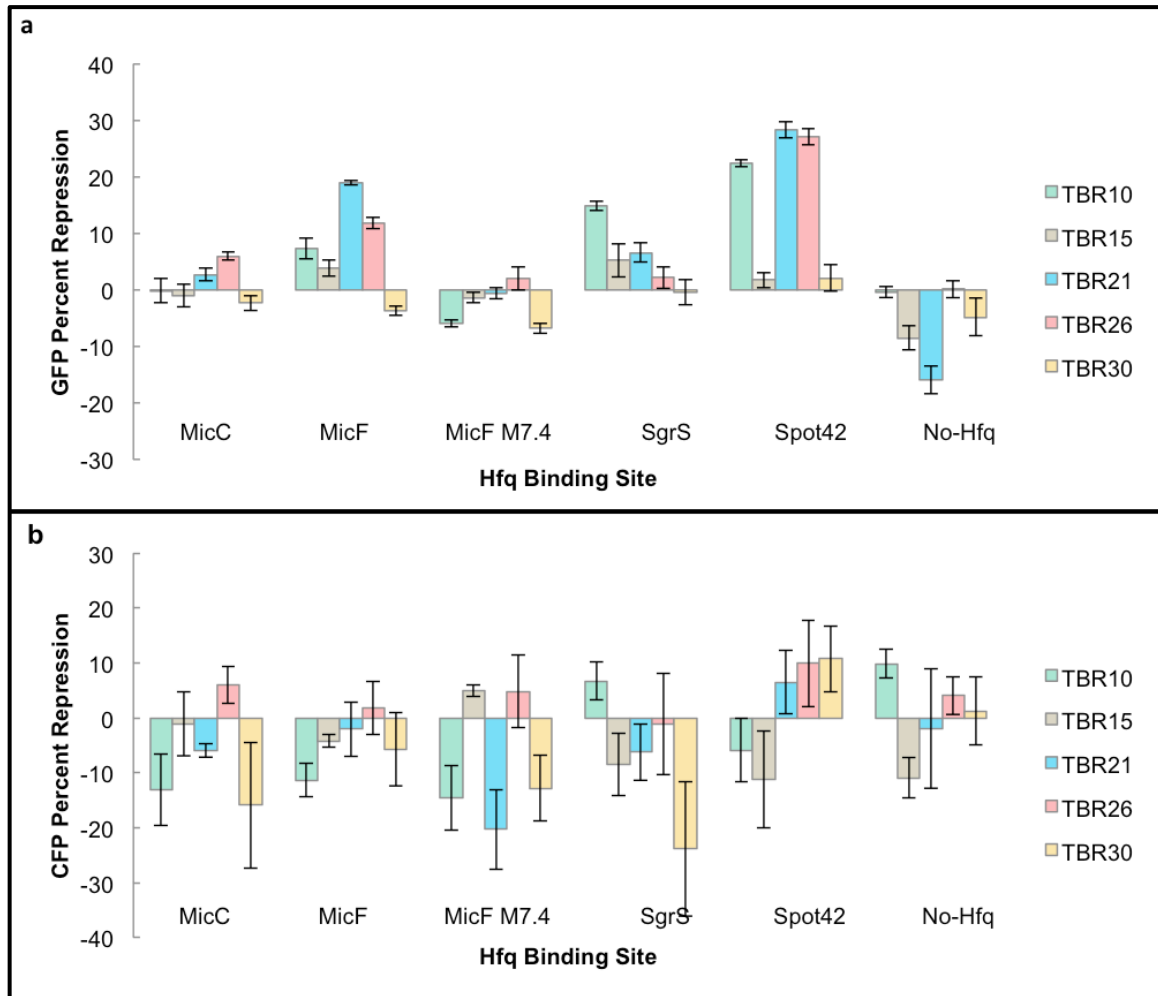 a
GFP Percent Repression
40
30
20
10
0
-10
-20
-30
MicC MicF MicF M7.4 SgrS Spot42 No-Hfq
Hfq Binding Site
TBR10
TBR15
TBR21
TBR26
TBR30
b
CFP Percent Repression
30
20
10
0
-10
-20
-30
-40
MicC MicF MicF M7.4 SgrS Spot42 No-Hfq
Hfq Binding Site
TBR10
TBR15
TBR21
TBR26
TBR30